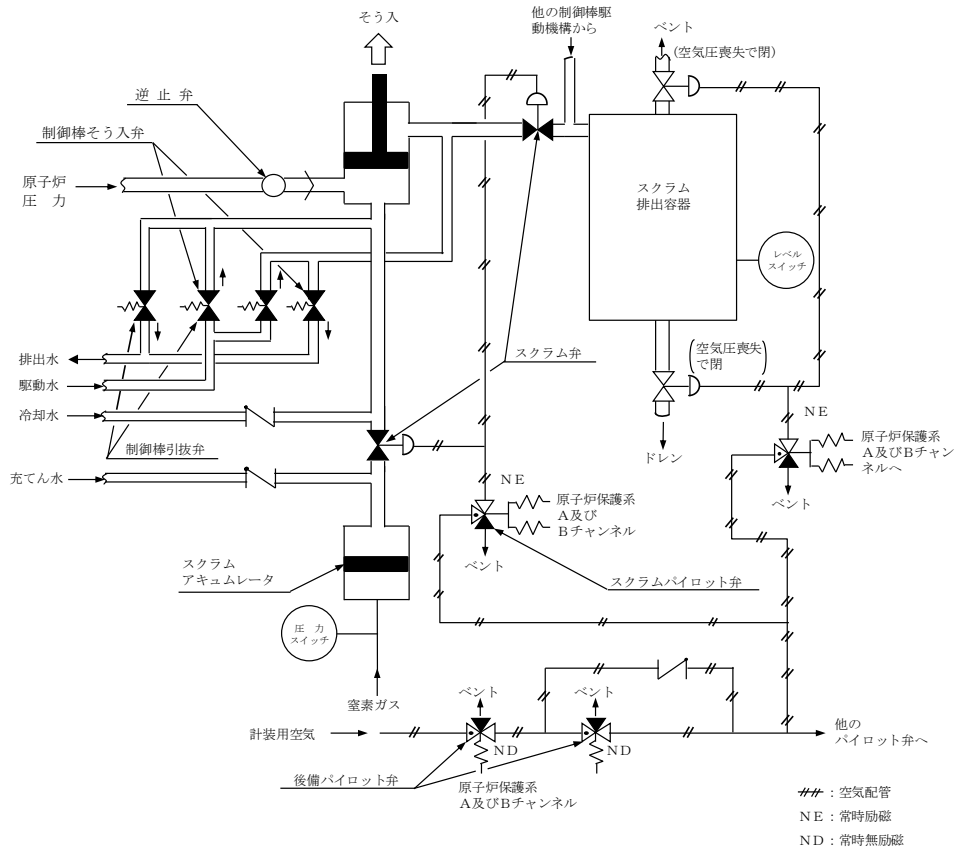 そう入
他の制御棒駆
動機構から
ベント
(空気圧喪失で閉)
逆止弁
制御棒そう入弁
原子炉
圧力
スクラム
排出容器
レベル
スイッチ
排出水
駆動水
冷却水
充てん水
制御棒引抜弁
スクラム弁
(空気圧喪失
で閉)
ドレン
NE
原子炉保護系
A及びBチャン
ネルへ
ベント
NE
原子炉保護系
A及び
Bチャンネル
ベント
スクラムパイロット弁
スクラム
アキュムレータ
圧力
スイッチ
窒素ガス
ベント
ベント
計装用空気
ND
ND
他の
パイロット弁へ
後備パイロット弁
原子炉保護系
A及びBチャンネル
:空気配管
NE:常時励磁
ND:常時無励磁